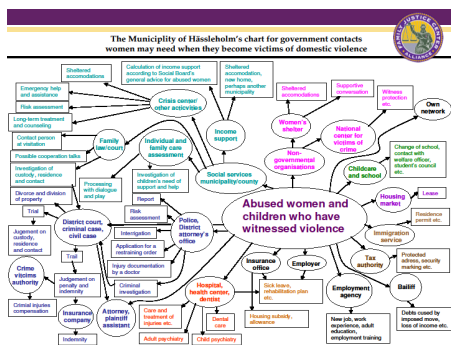 The Municiplity of Hässleholm's chart for government contacts
women may need when they become victims of domestic violence
FAMILY JUSTICE CENTER
ALLIANCE
Sheltered
accomodations
Calculation of income support
according to Social Board's
general advice for abused women
Sheltered
accomodation,
new home,
perhaps another
municipality
Emergency help
and assistance
Risk assessment
Long-term treatment
and counseling
Contact person
at visitation
Possible cooperation talks
Investigation of
custody, residence
and contact
Crisis center/
other acticivities
Family
law/court
Individual and
family care
assessment
Income
support
Social services
municipality/county
Processing
with dialogue
and play
Investigation of
children's need of
support and help
Sheltered
accomodations
Supportive
conversation
Witness
protection etc.
Women's
shelter
National
center for
victims of
crime
Non-
governmental
organisations
Own
network
Childcare
and school
Change of school,
contact with
welfare officer,
student's council
etc.
Housing
market
Lease
Residence
permit etc.
Immigration
service
Tax
authority
Protected
adress, security
marking etc.
Bailiff
Debts caused by
imposed move,
loss of income etc.
Employment
agency
New job, work
experience, adult
education,
employment training
Abused women and
children who have
witnessed violence
Divorce and division
of property
Trial
Jugement on
custody,
residence
and contact
District court,
criminal case,
civil case
Trail
Judgement on
penalty and
indemnity
Crime
victims
authority
Criminal injuries
compensation
Insurance
company
Indemnity
Attorney,
plaintiff
assistant
Report
Risk
assessment
Interrigation
Application for a
restraining order
Injury documentation
by a doctor
Criminal
investigation
Police,
District
attorney's
office
Hospital,
health center,
dentist
Care and
treatment of
injuries etc.
Adult psychiatry
Dental
care
Child psychiatry
Insurance
office
Employer
Sick leave,
rehabilitation plan
etc.
Housing subsidy,
allowance